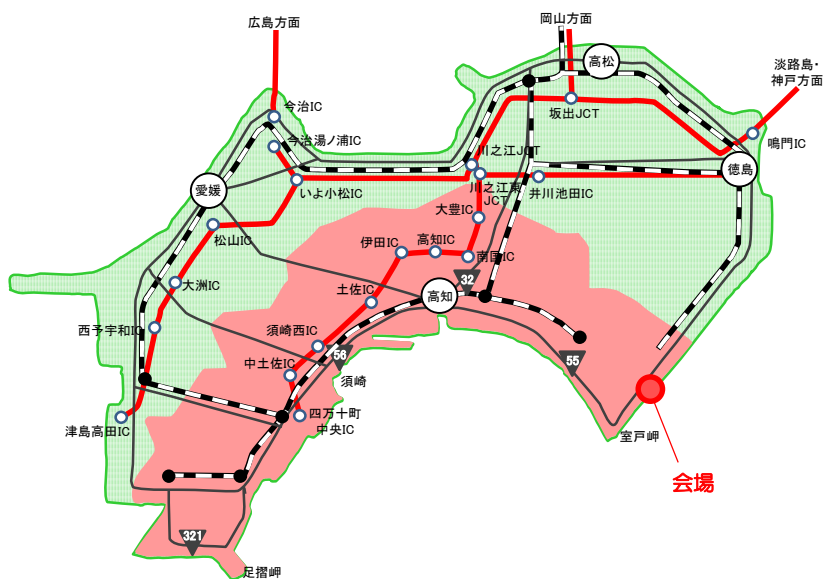 広島方面
岡山方面
淡路島・
神戸方面
高松
今治IC
坂出JCT
鳴門IC
今治湯ノ浦IC
川之江JCT
徳島
愛媛
いよ小松IC
川之江東
JCT
井川池田IC
大豊IC
松山IC
伊田IC
高知IC
南国IC
32
大洲IC
高知
土佐IC
西予宇和IC
須崎西IC
56
55
中土佐IC
須崎
四万十町
中央IC
津島高田IC
室戸岬
会場
321
足摺岬